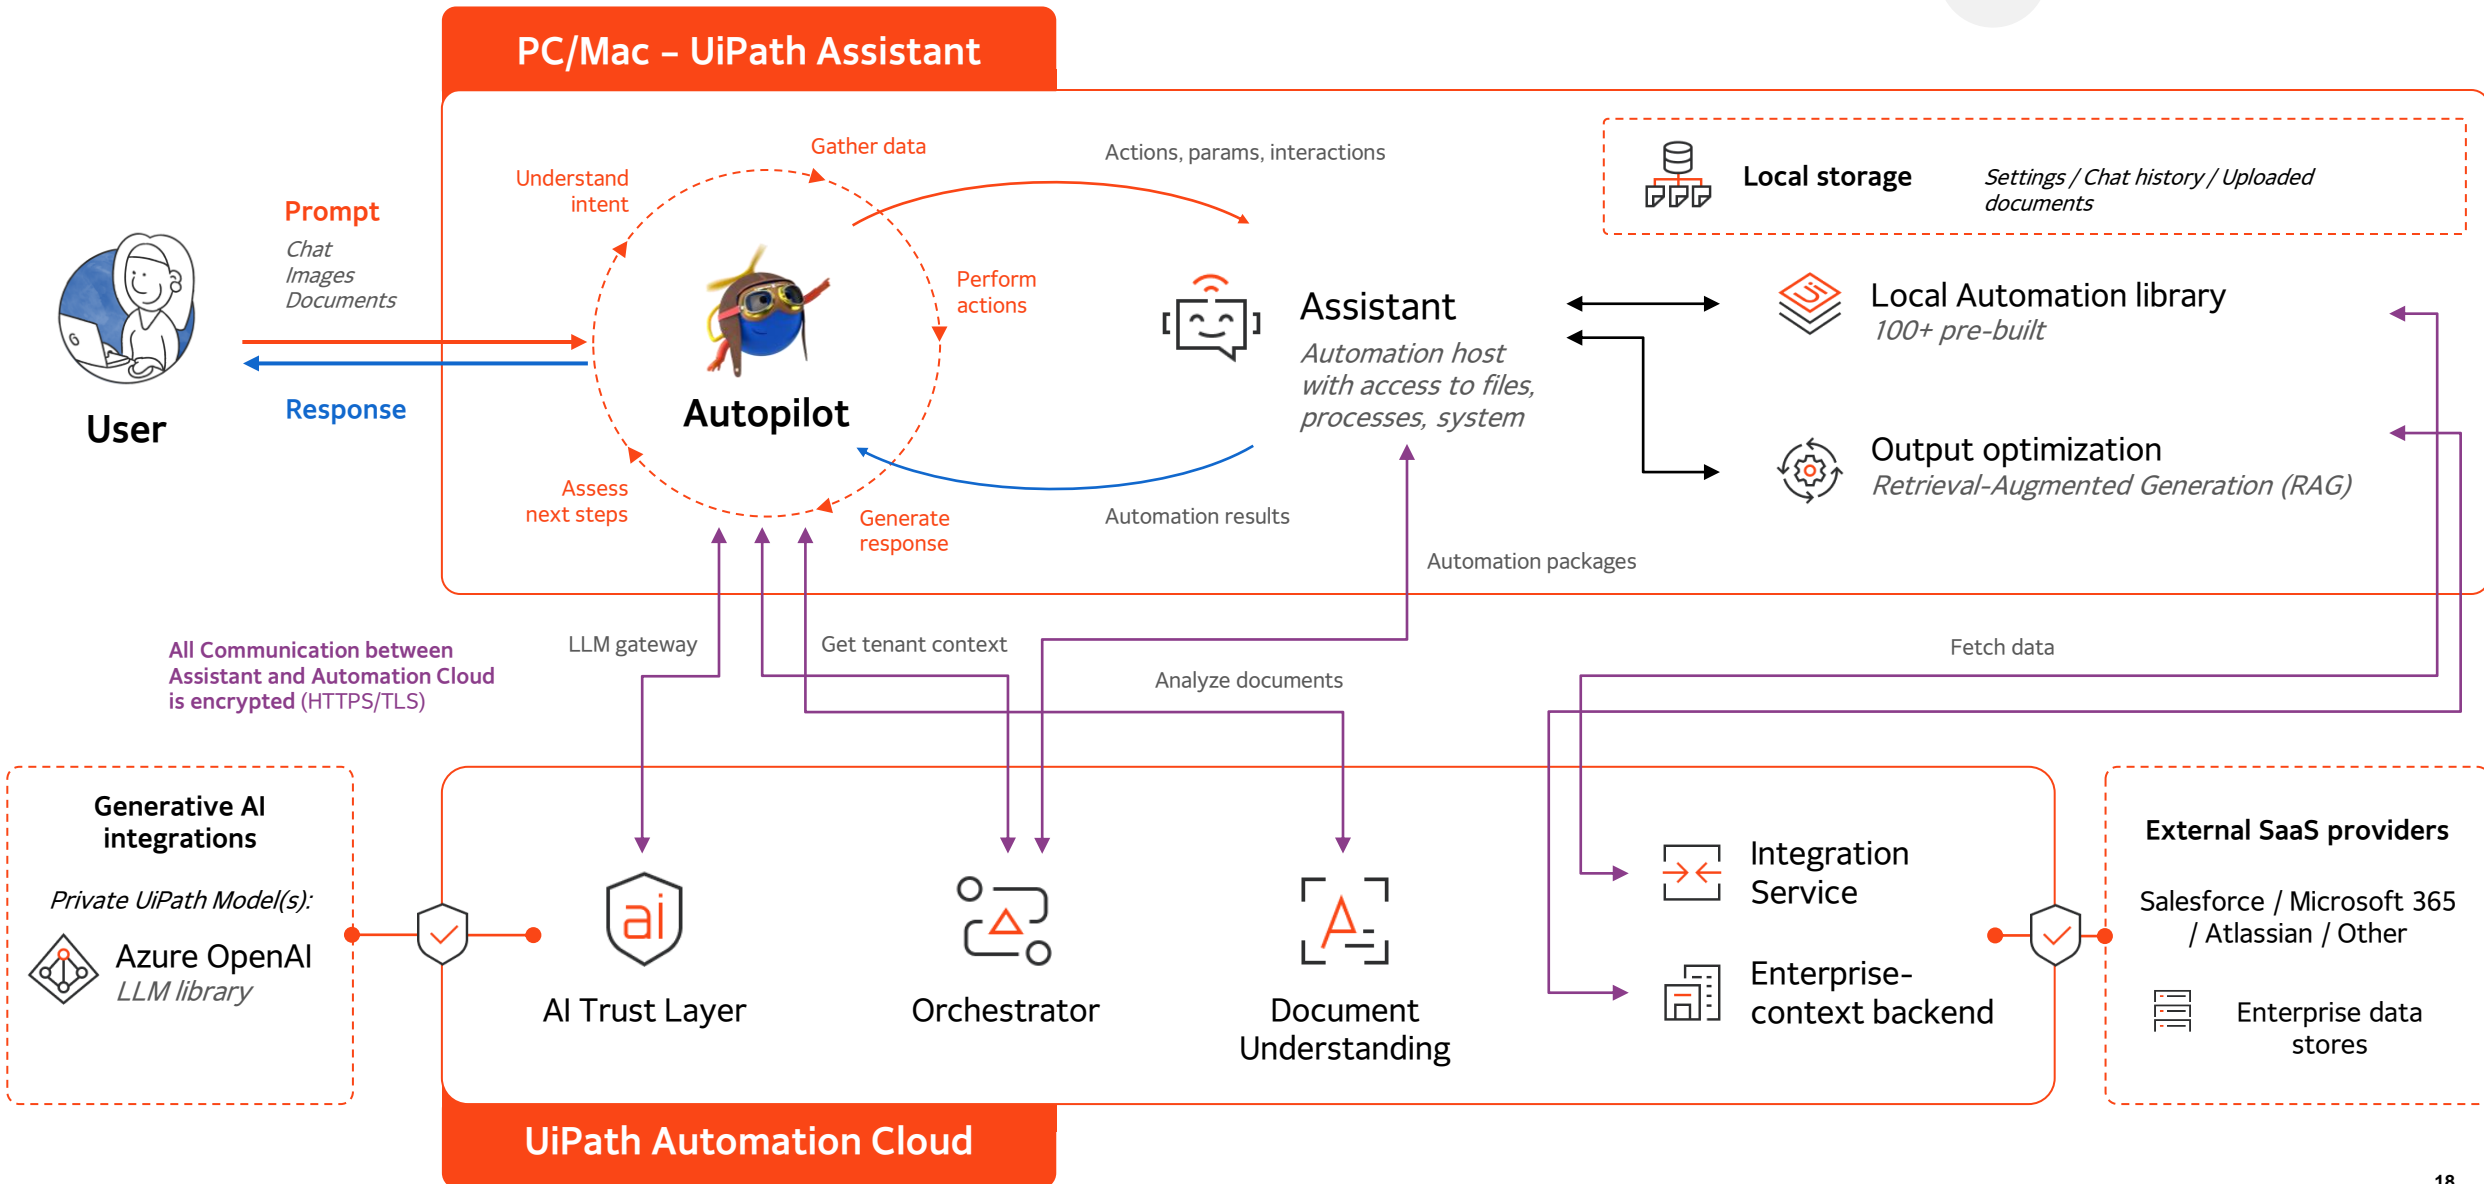 PC/Mac – UiPath Assistant
Gather data
Understand
intent
Actions, params, interactions
Local storage
Settings / Chat history / Uploaded
documents
Prompt
Chat
Images
Documents
Perform
actions
Assistant
Automation host
with access to files,
processes, system
Ui
Local Automation library
100+ pre-built
User
Response
Autopilot
Output optimization
Retrieval-Augmented Generation (RAG)
Assess
next steps
Generate
response
Automation results
Automation packages
All Communication between
Assistant and Automation Cloud
is encrypted (HTTPS/TLS)
LLM gateway
Get tenant context
Analyze documents
Fetch data
Generative AI
integrations
Private UiPath Model(s):
Azure OpenAI
LLM library
ai
AI Trust Layer
Orchestrator
A
Document
Understanding
Integration
Service
Enterprise-
context backend
External SaaS providers
Salesforce / Microsoft 365
/ Atlassian / Other
Enterprise data
stores
UiPath Automation Cloud
18